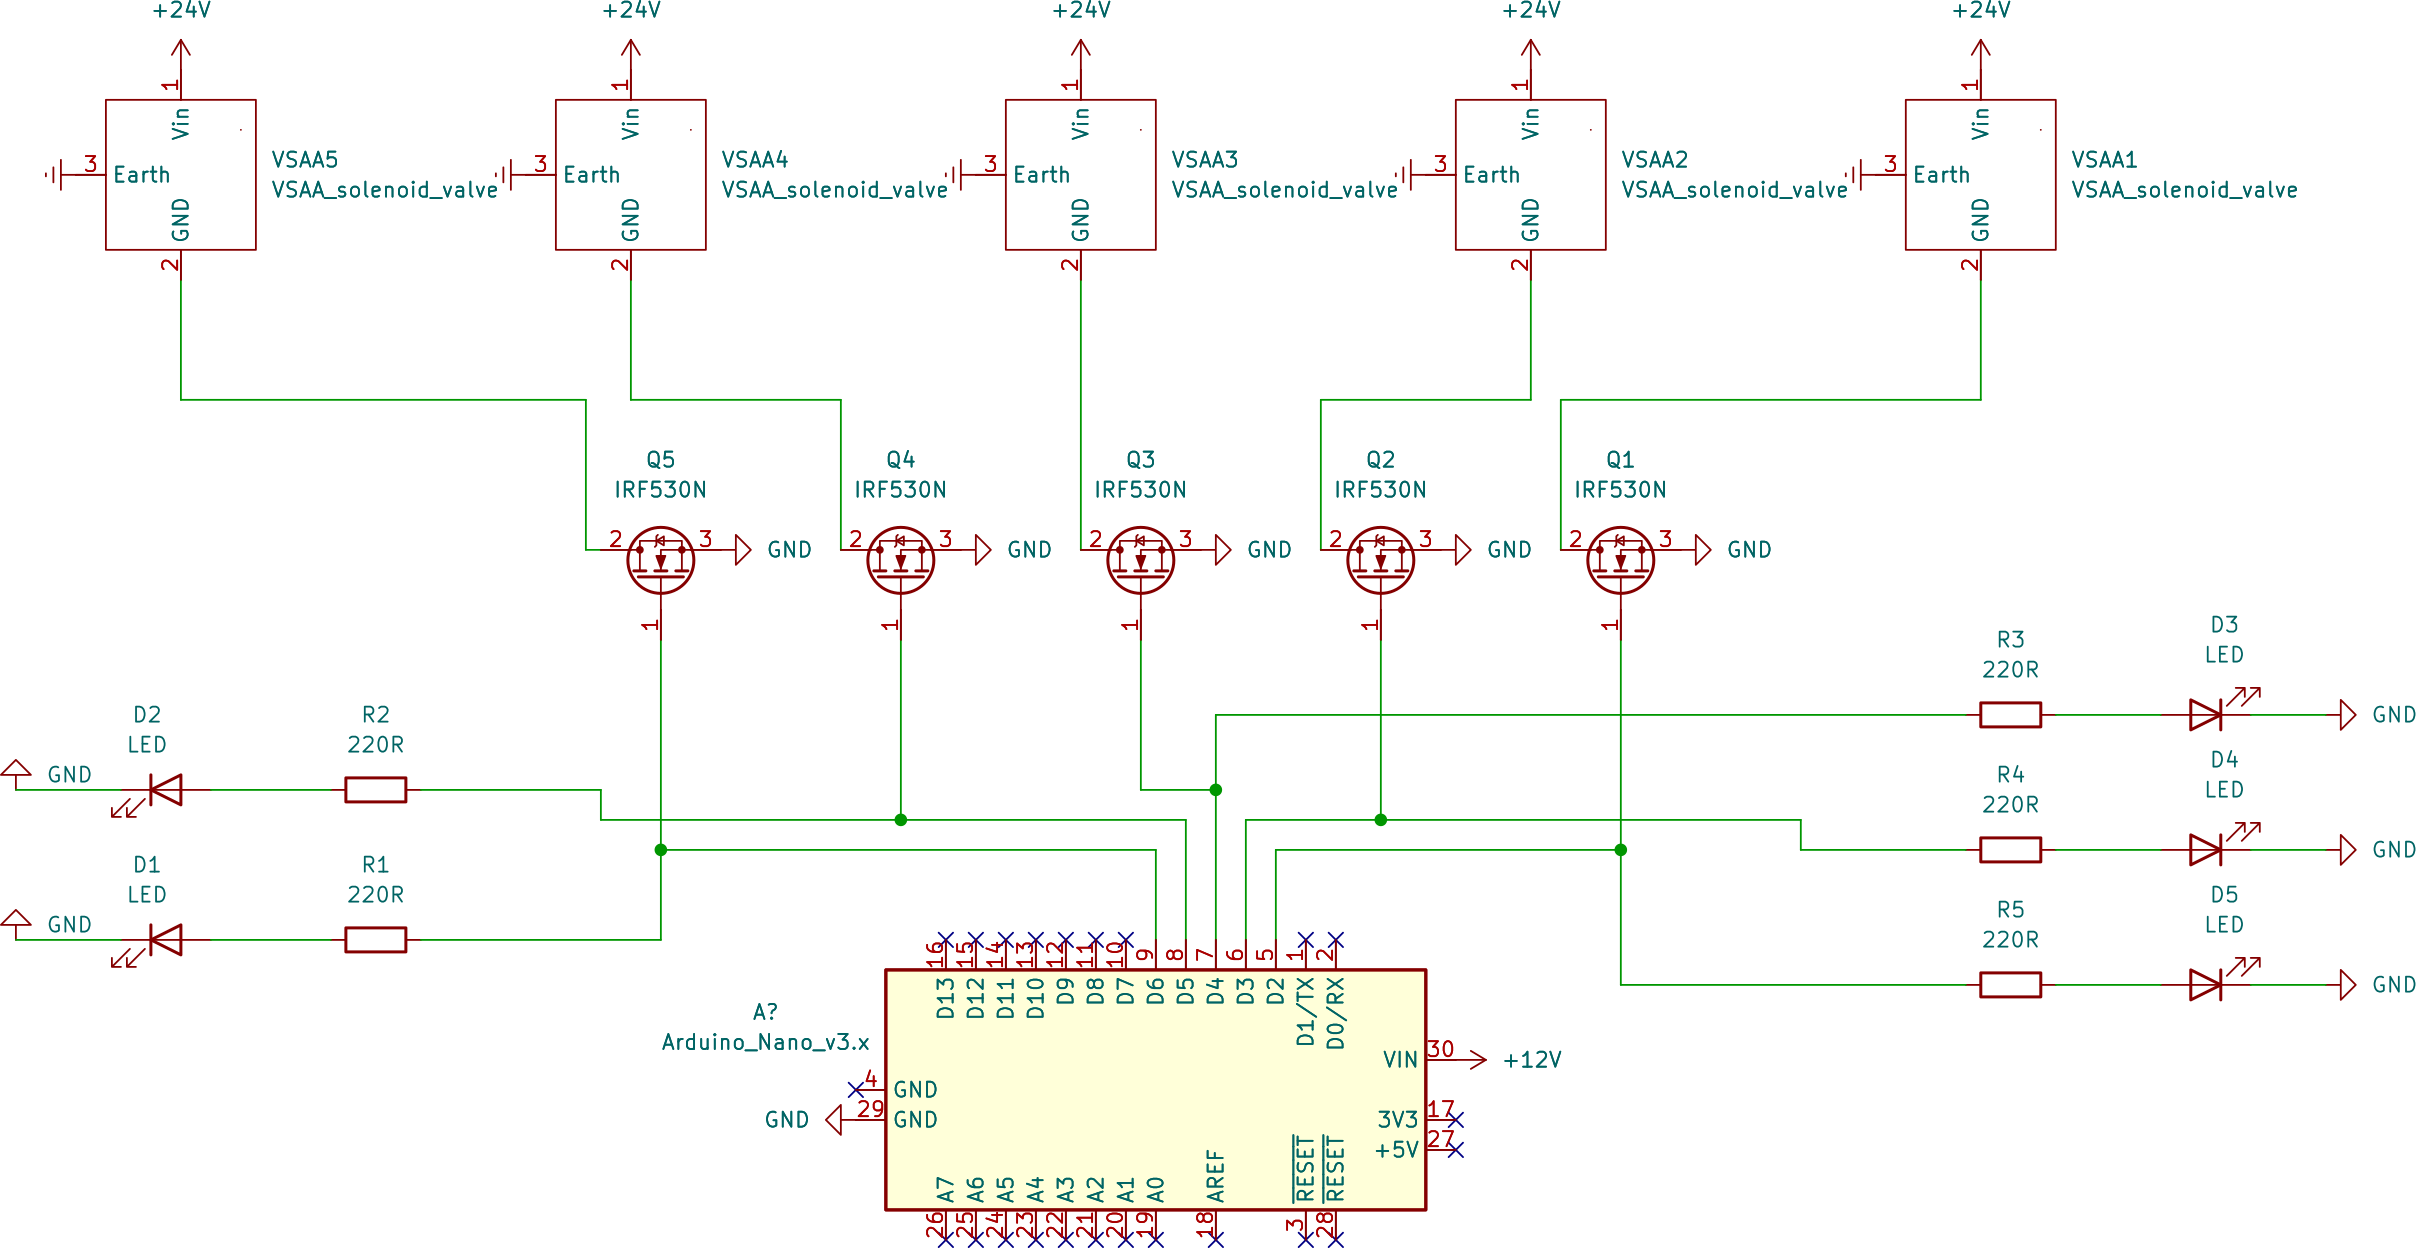 +24V +24V +24V +24V +24V
1 1 1 1 1
Vin Vin Vin Vin Vin
3 Earth VSAA5 3 Earth VSAA4 3 Earth VSAA3 3 Earth VSAA2 3 Earth VSAA1
VSAA_solenoid_valve VSAA_solenoid_valve VSAA_solenoid_valve VSAA_solenoid_valve VSAA_solenoid_valve
GND GND GND GND GND
2 2 2 2 2
Q5 Q4 Q3 Q2 Q1
IRF530N IRF530N IRF530N IRF530N IRF530N
2 3 GND 2 3 GND 2 3 GND 2 3 GND 2 3 GND
1 1 1 1 1
D3
LED
R3
220R
GND
D2 R2
LED 220R
GND
D4
LED
R4
220R
GND
D1 R1
LED 220R
GND
D5
LED
R5
220R
GND
16 15 14 13 12 11 10 9 8 7 6 5 1 2
D13 D12 D11 D10 D9 D8 D7 D6 D5 D4 D3 D2 D1/TX D0/RX
A?
Arduino_Nano_v3.x
VIN 30 +12V
4 GND
GND 29 GND
3V3 17
+5V 27
A7 A6 A5 A4 A3 A2 A1 A0 AREF RESET RESET
26 25 24 23 22 21 20 19 18 3 28